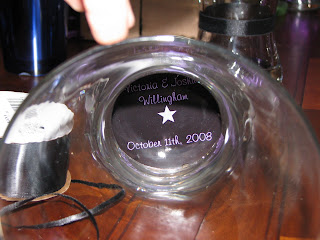 Victoria & Joshua
Willingham
October 11th, 2008